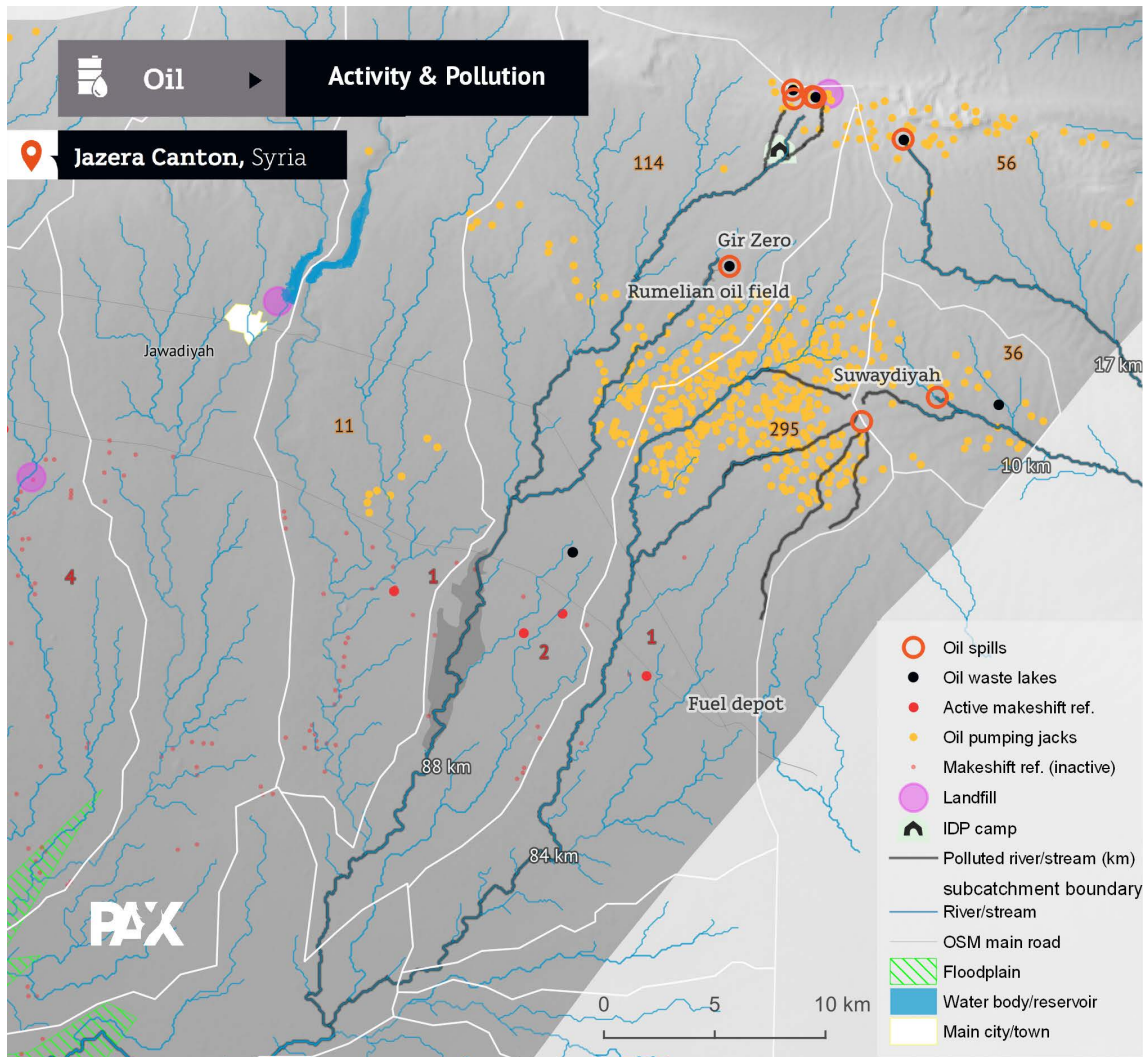 Oil
Activity & Pollution
Jazera Canton, Syria
114
56
Gir Zero
Rumelian oil field
Jawadiyah
36
Suwaydiyah
17 km
11
295
10 km
4
1
2
1
Fuel depot
88 km
84 km
PAX
0 5 10 km
Oil spills
Oil waste lakes
Active makeshift ref.
Oil pumping jacks
Makeshift ref. (inactive)
Landfill
IDP camp
Polluted river/stream (km)
subcatchment boundary
River/stream
OSM main road
Floodplain
Water body/reservoir
Main city/town